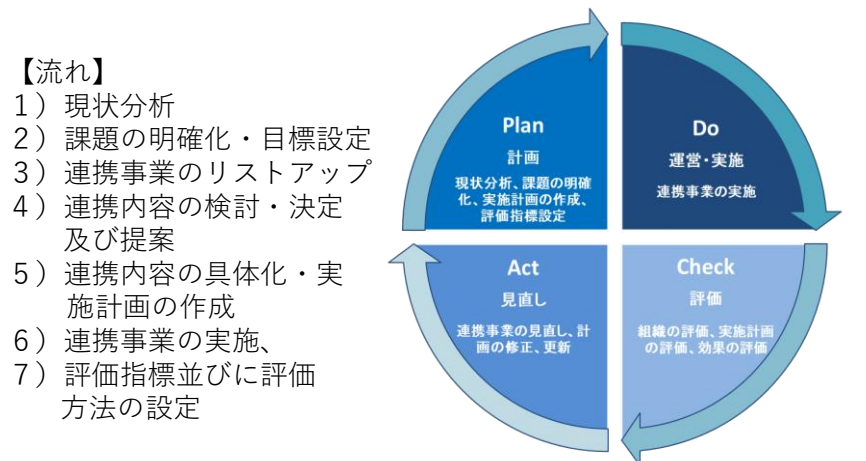 【流れ】
１）現状分析
２）課題の明確化・目標設定
３）連携事業のリストアップ
４）連携内容の検討・決定
及び提案
５）連携内容の具体化・実
施計画の作成
６）連携事業の実施、
７）評価指標並びに評価
方法の設定
Plan
計画
現状分析、課題の明確
化、実施計画の作成、
評価指標設定
Do
運営・実施
連携事業の実施
Act
見直し
連携事業の見直し、計
画の修正、更新
Check
評価
組織の評価、実施計画
の評価、効果の評価